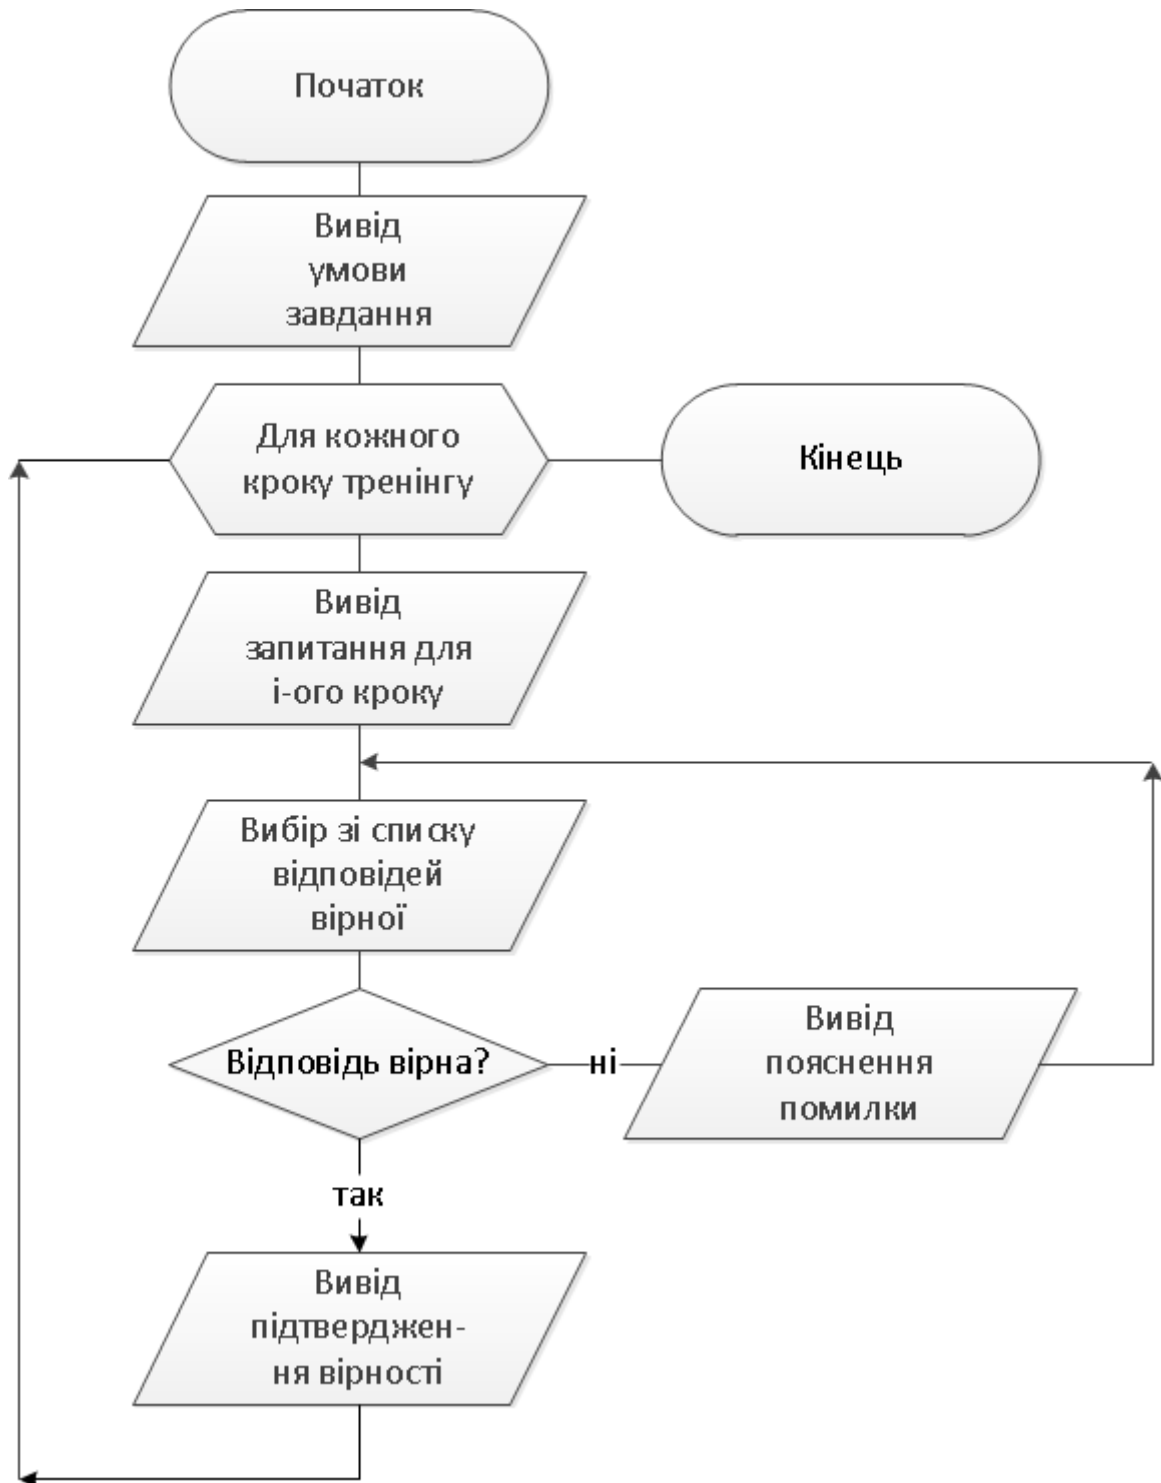 Початок
Вивід
умови
завдання
Для кожного
кроку тренінгу
Кінець
Вивід
запитання для
і-ого кроку
Вибір зі списку
відповідей
вірної
Відповідь вірна?
ні
Вивід
пояснення
помилки
так
Вивід
підтверджен-
ня вірності